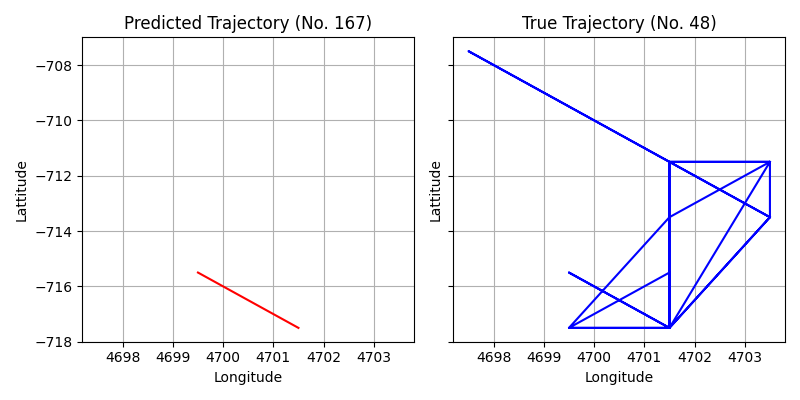 Predicted Trajectory (No. 167)
True Trajectory (No. 48)
Lattitude
−708
−710
−712
−714
−716
−718
4698 4699 4700 4701 4702 4703
Longitude
Lattitude
4698 4699 4700 4701 4702 4703
Longitude